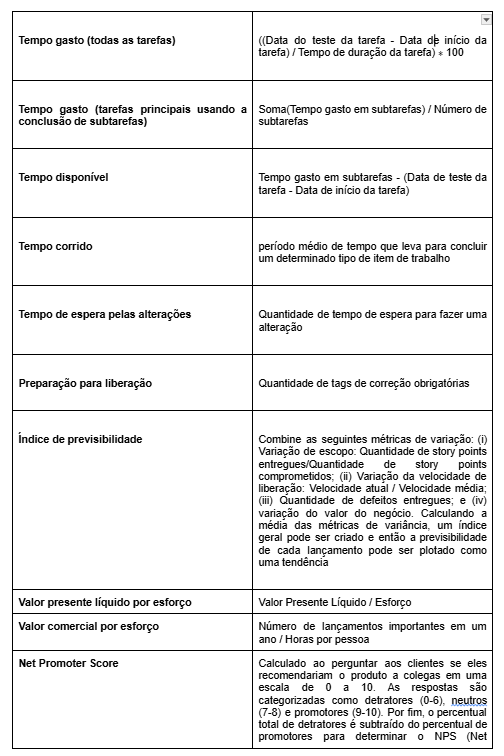 Tempo gasto (todas as tarefas)
((Data do teste da tarefa - Data de início da
tarefa) / Tempo de duração da tarefa) * 100
Tempo gasto (tarefas principais usando a
conclusão de subtarefas)
Soma(Tempo gasto em subtarefas) / Número de
subtarefas
Tempo disponível
Tempo gasto em subtarefas - (Data de teste da
tarefa - Data de início da tarefa)
Tempo corrido
período médio de tempo que leva para concluir
um determinado tipo de item de trabalho
Tempo de espera pelas alterações
Quantidade de tempo de espera para fazer uma
alteração
Preparação para liberação
Quantidade de tags de correção obrigatórias
Índice de previsibilidade
Combine as seguintes métricas de variação: (i)
Variação de escopo: Quantidade de story points
entregues/Quantidade de story points
comprometidos; (ii) Variação da velocidade de
liberação: Velocidade atual / Velocidade média;
(iii) Quantidade de defeitos entregues; e (iv)
variação do valor do negócio. Calculando a
média das métricas de variância, um índice
geral pode ser criado e então a previsibilidade
de cada lançamento pode ser plotado como
uma tendência
Valor presente líquido por esforço
Valor Presente Líquido / Esforço
Valor comercial por esforço
Número de lançamentos importantes em um
ano / Horas por pessoa
Net Promoter Score
Calculado ao perguntar aos clientes se eles
recomendariam o produto a colegas em uma
escala de 0 a 10. As respostas são
categorizadas como detratores (0-6), neutros
(7-8) e promotores (9-10). Por fim, o percentual
total de detratores é subtraído do percentual de
promotores para determinar o NPS (Net